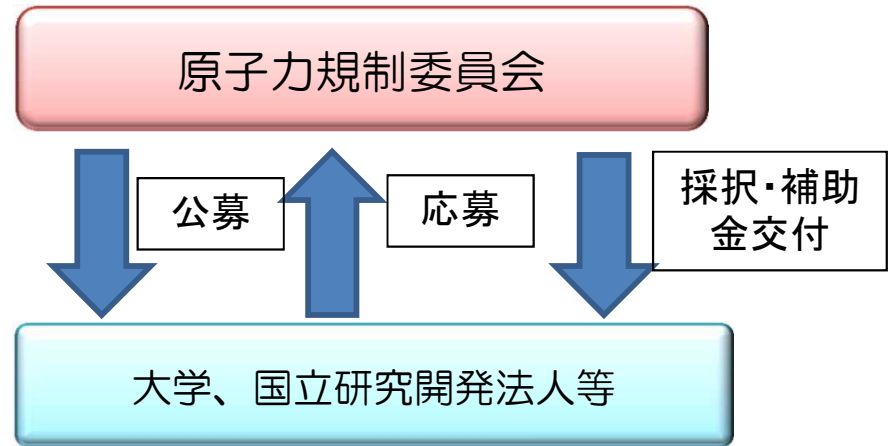 原子力規制委員会
公募
応募
採択・補助
金交付
大学、国立研究開発法人等